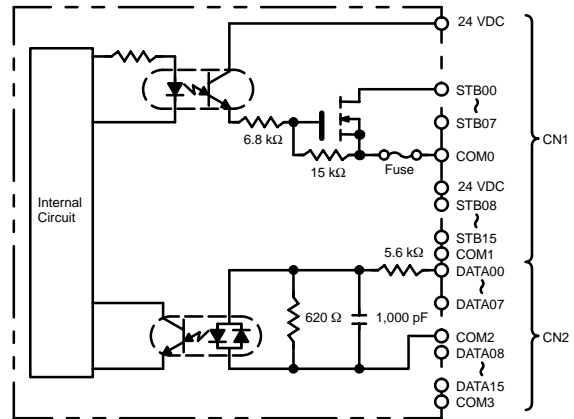 24 VDC
STB00
~
STB07
6.8 kΩ
COM0
CN1
15 kΩ
Fuse
24 VDC
Internal
Circuit
STB08
~
STB15
5.6 kΩ
COM1
DATA00
~
DATA07
620 Ω
1,000 pF
COM2
CN2
DATA08
~
DATA15
COM3